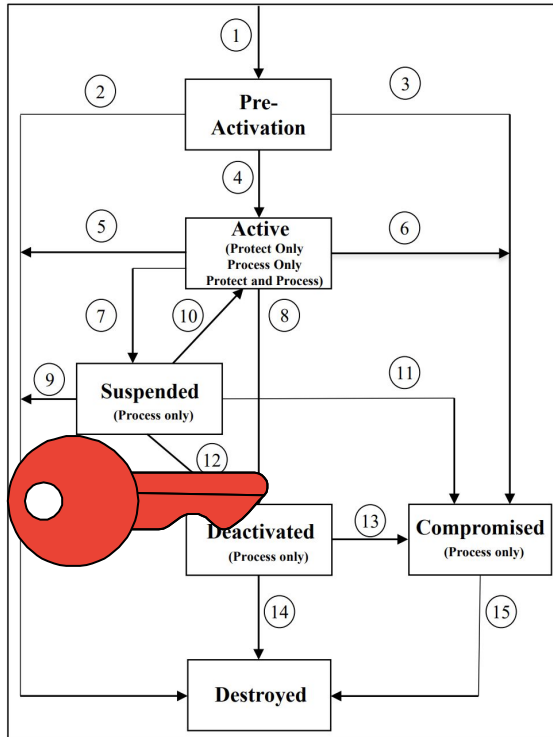 1
2
3
Pre-
Activation
4
5
Active
6
(Protect Only
Process Only
Protect and Process)
7
10
8
9
Suspended
(Process only)
11
12
Deactivated
(Process only)
13
Compromised
(Process only)
14
15
Destroyed